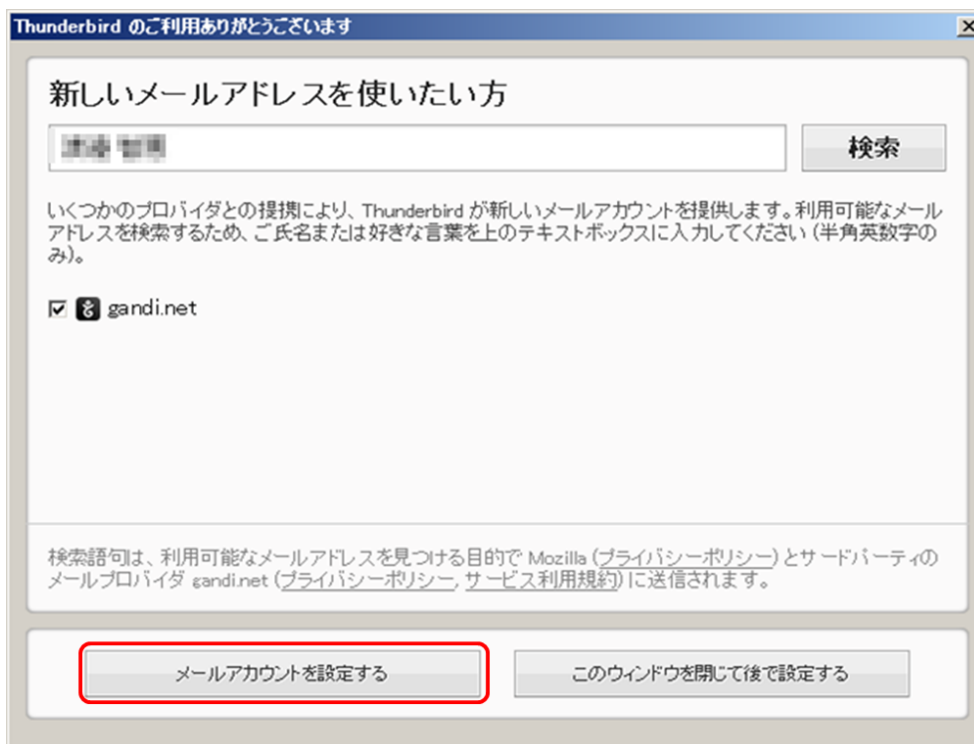 Thunderbird のご利用ありがとうございます
新しいメールアドレスを使いたい方
検索
いくつかのプロバイダとの提携により、Thunderbird が新しいメールアカウントを提供します。利用可能なメール
アドレスを検索するため、ご氏名または好きな言葉を上のテキストボックスに入力してください (半角英数字の
み)。
gandi.net
検索語句は、利用可能なメールアドレスを見つける目的で Mozilla (プライバシーポリシー) とサードパーティの
メールプロバイダ gandi.net (プライバシーポリシー, サービス利用規約) に送信されます。
メールアカウントを設定する
このウィンドウを閉じて後で設定する